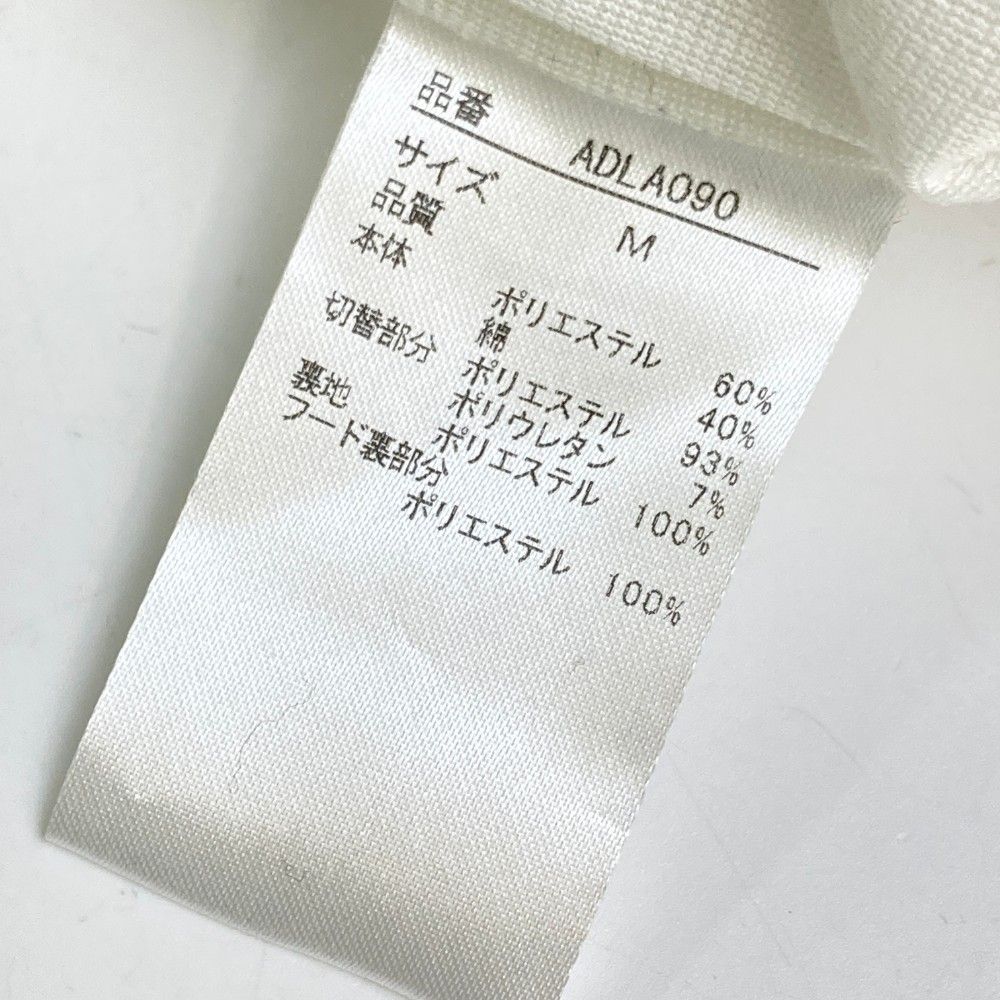 品番 ADLA090
サイズ M
品質
本体 ポリエステル 60%
綿 40%
切替部分 ポリエステル 93%
ポリウレタン 7%
裏地 ポリエステル 100%
フード裏部分
ポリエステル 100%